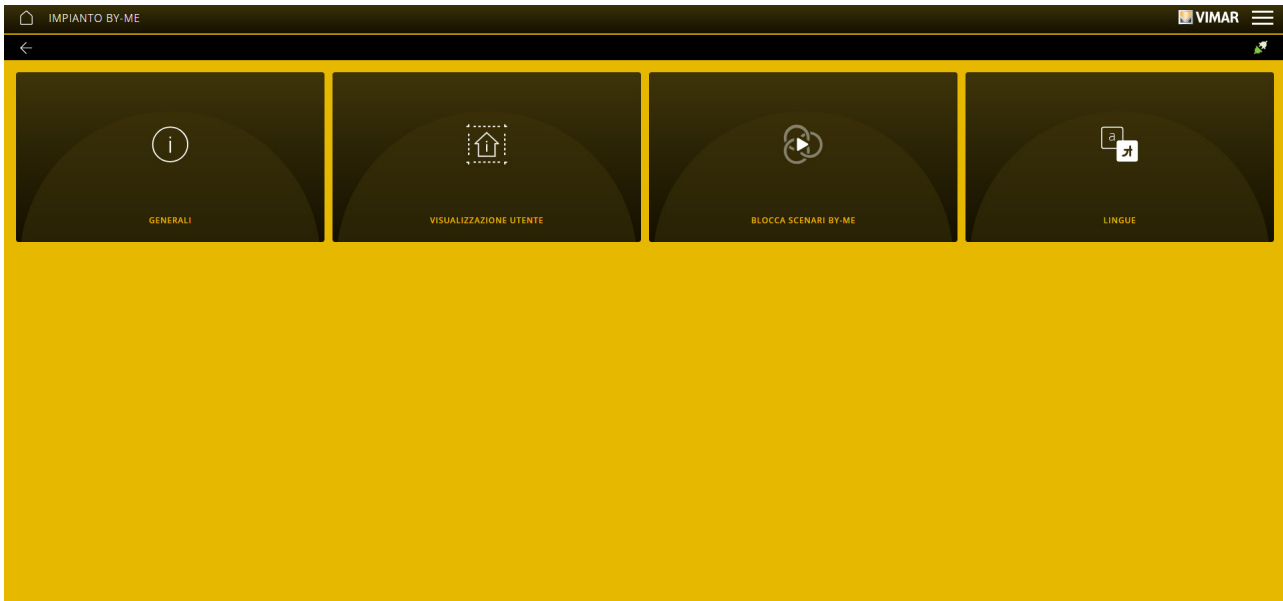 IMPIANTO BY-ME
VIMAR
GENERALI
VISUALIZZAZIONE UTENTE
BLOCCA SCENARI BY-ME
a
LINGUE